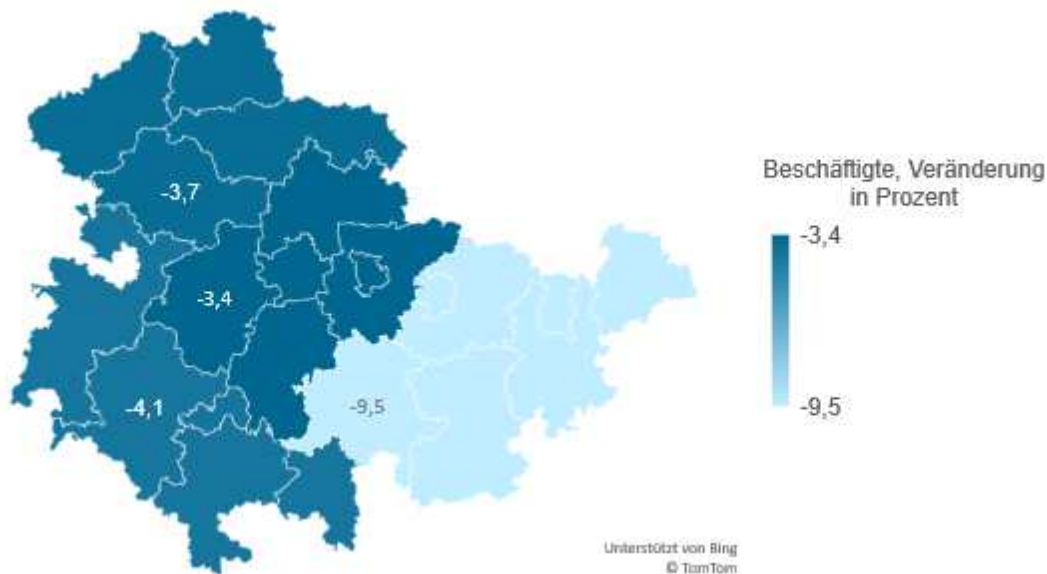 -3,7
-3,4
-4,1
-9,5
Beschäftigte, Veränderung
in Prozent
-3,4
-9,5
Unterstützt von Bing
© TomTom